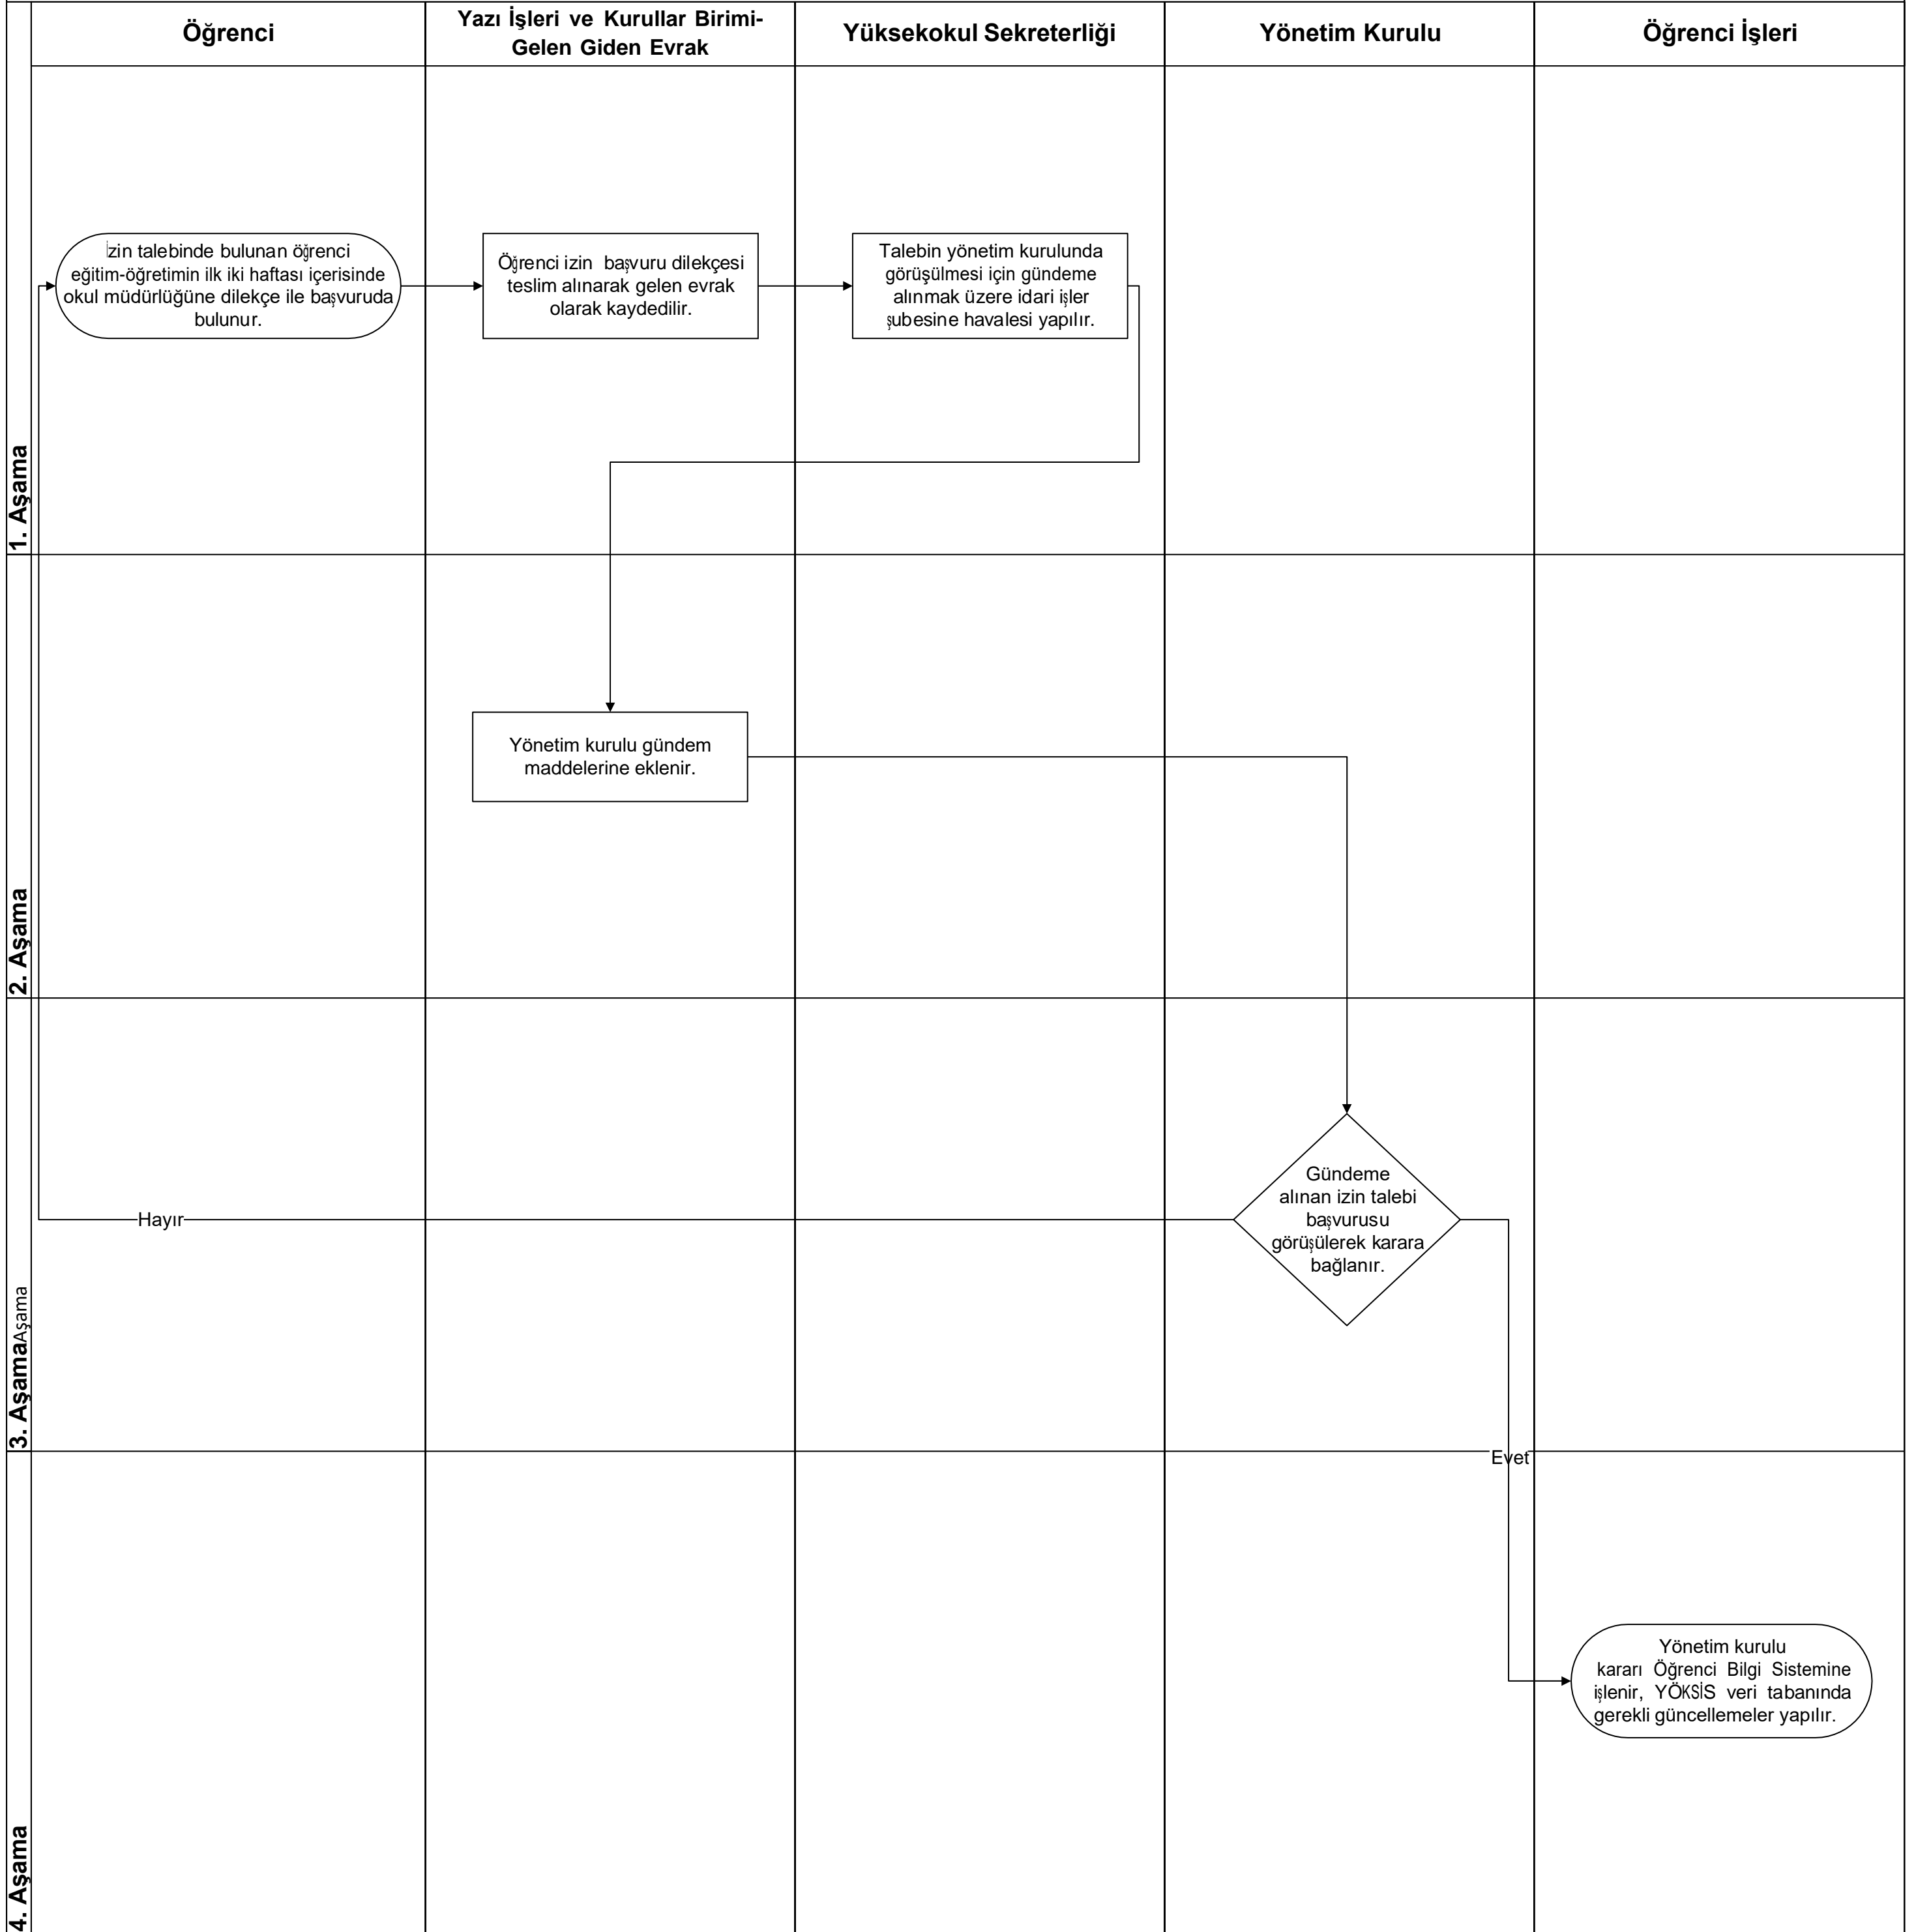 Öğrenci
Yazı İşleri ve Kurullar Birimi-
Gelen Giden Evrak
Yüksekokul Sekreterliği
Yönetim Kurulu
Öğrenci İşleri
1. Aşama
İzin talebinde bulunan öğrenci
eğitim-öğretimin ilk iki haftası içerisinde
okul müdürlüğüne dilekçe ile başvuruda
bulunur.
Öğrenci izin başvuru dilekçesi
teslim alınarak gelen evrak
olarak kaydedilir.
Talebin yönetim kurulunda
görüşülmesi için gündeme
alınmak üzere idari işler
şubesine havalesi yapılır.
2. Aşama
Yönetim kurulu gündem
maddelerine eklenir.
3. AşamaAşama
Gündeme
alınan izin talebi
başvurusu
görüşülerek karara
bağlanır.
Hayır
Evet
4. Aşama
Yönetim kurulu
kararı Öğrenci Bilgi Sistemine
işlenir, YÖKSİS veri tabanında
gerekli güncellemeler yapılır.